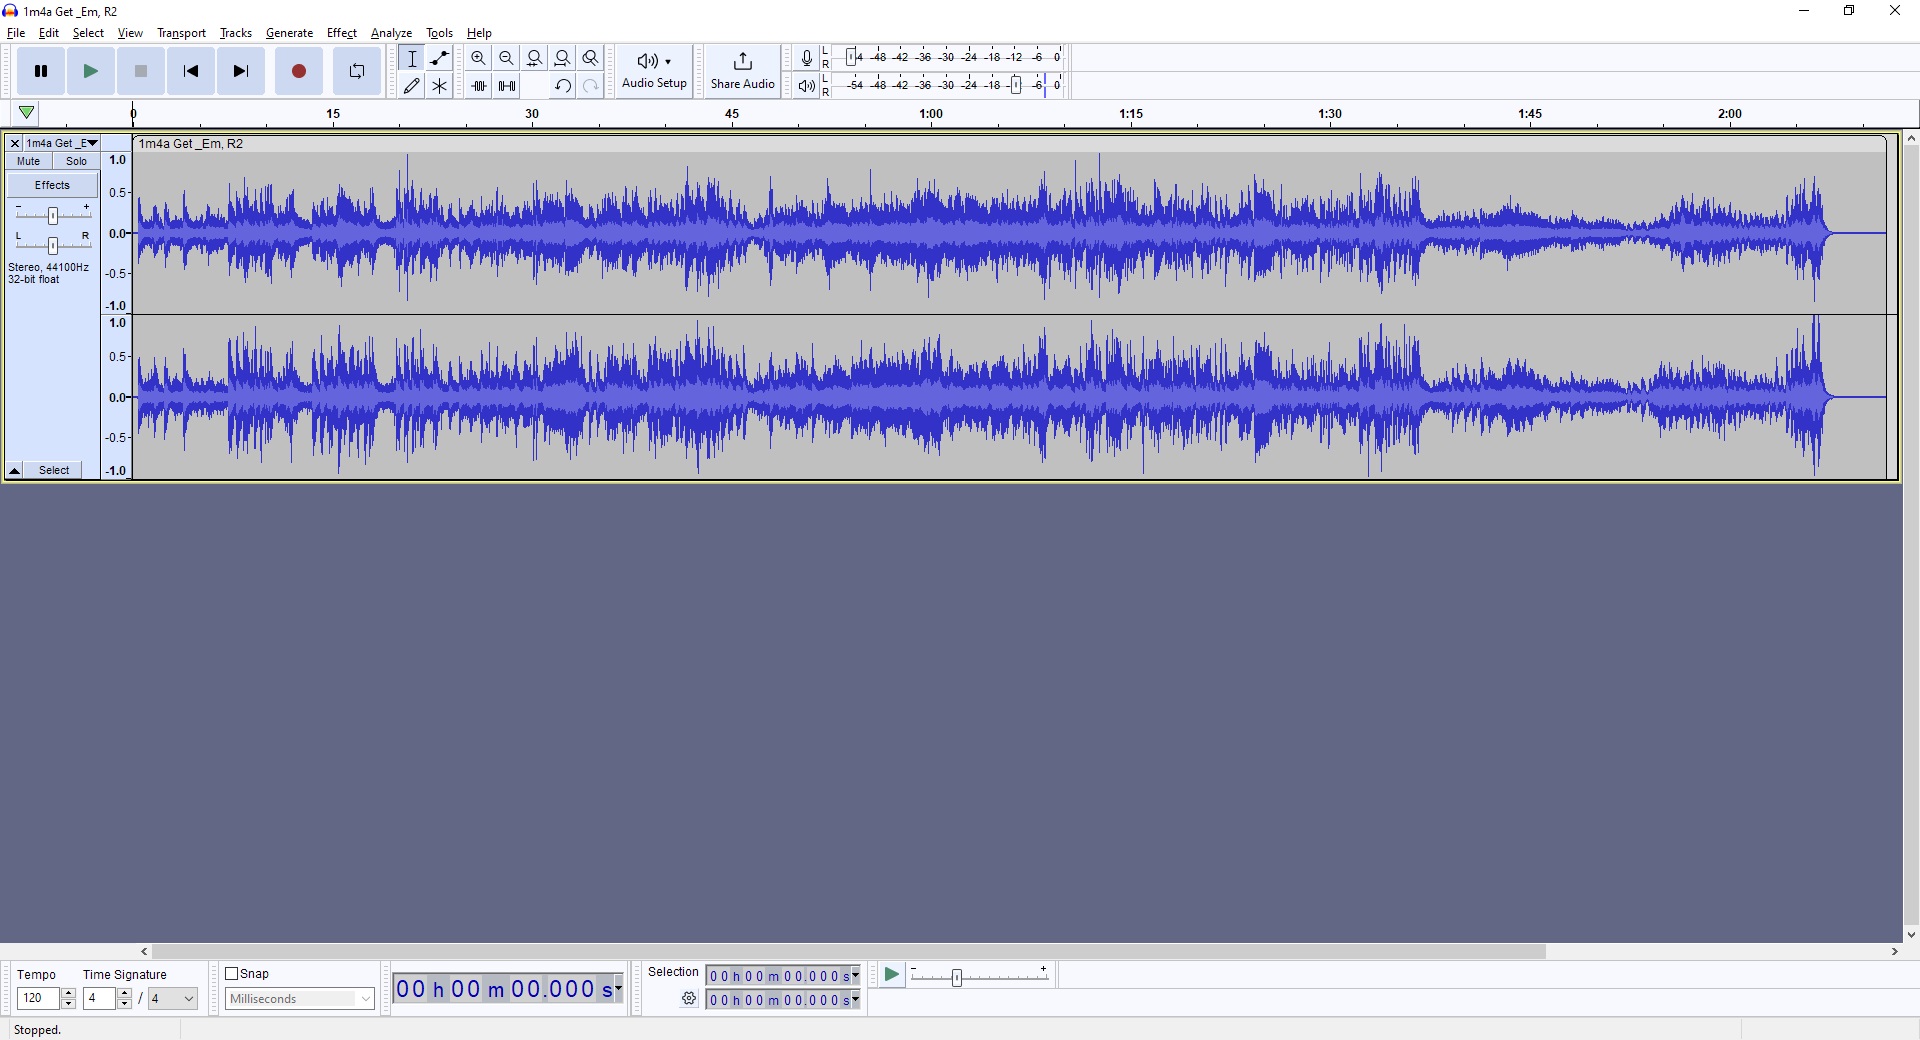 1m4a Get _Em, R2
File Edit Select View Transport Tracks Generate Effect Analyze Tools Help
Audio Setup
Share Audio
L
R
-48 -42 -36 -30 -24 -18 -12 -6 0
L
R
-54 -48 -42 -36 -30 -24 -18 -6 0
0 15 30 45 1:00 1:15 1:30 1:45 2:00
1m4a Get _E
1m4a Get _Em, R2
Mute Solo
Effects
- +
L R
Stereo, 44100Hz
32-bit float
Select
1.0
0.5
0.0
-0.5
-1.0
1.0
0.5
0.0
-0.5
-1.0
Tempo
120
Time Signature
4 / 4
Snap
Milliseconds
00 h 00 m 00.000 s
Selection
00 h 00 m 00.000 s
00 h 00 m 00.000 s
- +
Stopped.